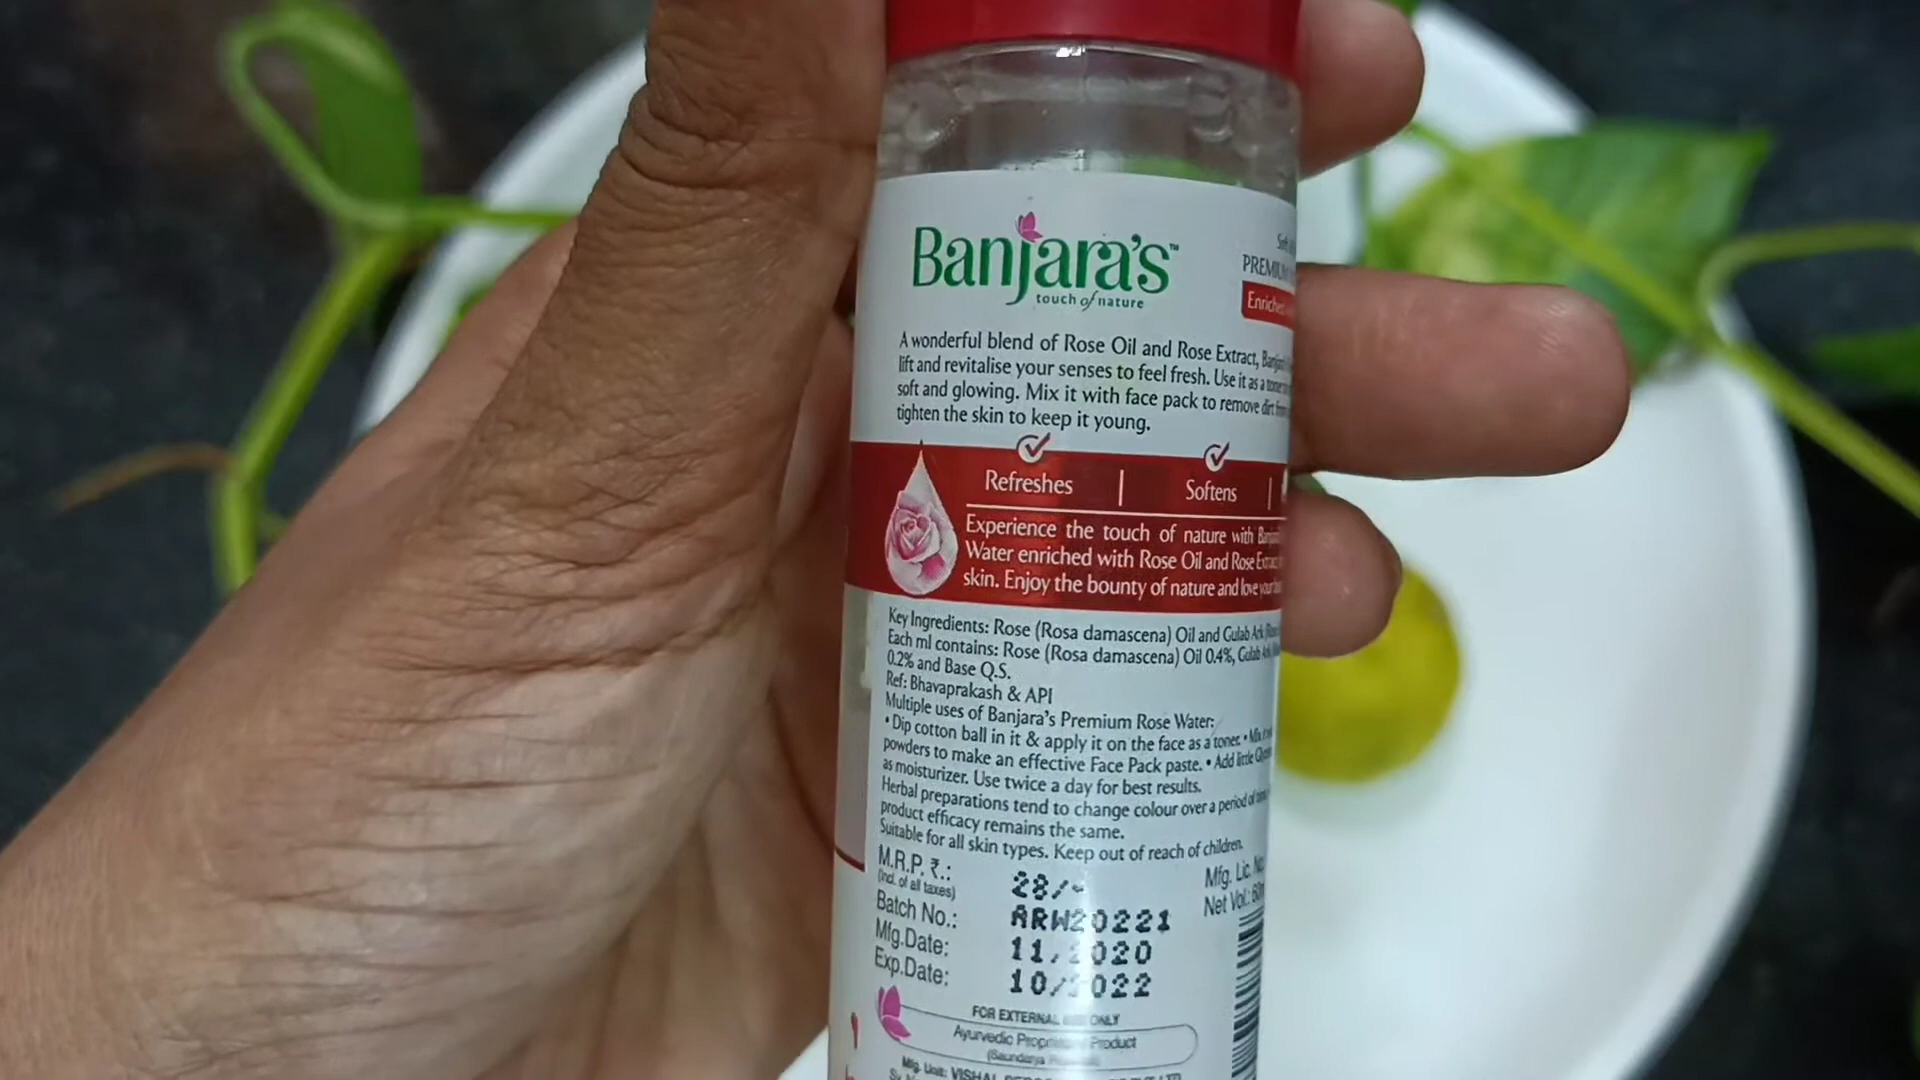 Banjara's™
touch of nature
Enriched
A wonderful blend of Rose Oil and Rose Extract,
lift and revitalise your senses to feel fresh. Use it as a toner
soft and glowing. Mix it with face pack to remove dirt
tighten the skin to keep it young.
Refreshes | Softens |
Experience the touch of nature with
Water enriched with Rose Oil and Rose
skin. Enjoy the bounty of nature and love your
Key Ingredients: Rose (Rosa damascena) Oil and Gulab Ark
Each ml contains: Rose (Rosa damascena) Oil 0.4%, Gulab Ark
0.2% and Base Q.S.
Ref: Bhavaprakash & API
Multiple uses of Banjara's Premium Rose Water:
• Dip cotton ball in it & apply it on the face as a toner. •
powders to make an effective Face Pack paste. • Add little
as moisturizer. Use twice a day for best results.
Herbal preparations tend to change colour over a period of
product efficacy remains the same.
Suitable for all skin types. Keep out of reach of children.
M.R.P. ₹.: 28/-
(Incl. of all taxes)
Batch No.: ARW20221
Mfg.Date: 11/2020
Exp.Date: 10/2022
Mfg. Lic.
Net Vol.:
FOR EXTERNAL ONLY
Ayurvedic Product
Mfg. Unit: VISHAL